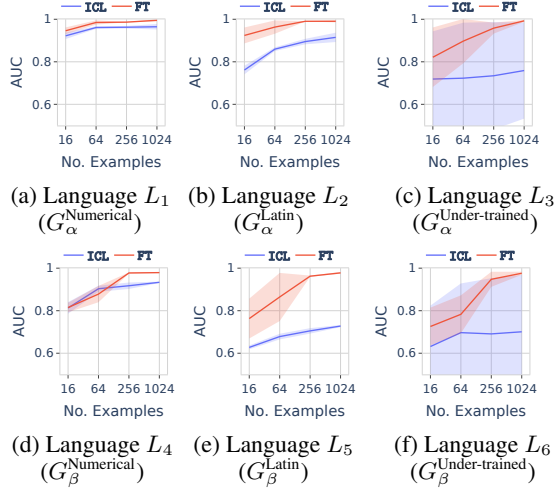 ICL FT ICL FT ICL FT
1 1 1
AUC AUC AUC
0.8 0.8 0.8
0.6 0.6 0.6
16 64 256 1024 16 64 256 1024 16 64 256 1024
No. Examples No. Examples No. Examples
(a) Language L₁ (b) Language L₂ (c) Language L₃
(G_α^Numerical) (G_α^Latin) (G_α^Under-trained)
ICL FT ICL FT ICL FT
1 1 1
AUC AUC AUC
0.8 0.8 0.8
0.6 0.6 0.6
16 64 256 1024 16 64 256 1024 16 64 256 1024
No. Examples No. Examples No. Examples
(d) Language L₄ (e) Language L₅ (f) Language L₆
(G_β^Numerical) (G_β^Latin) (G_β^Under-trained)